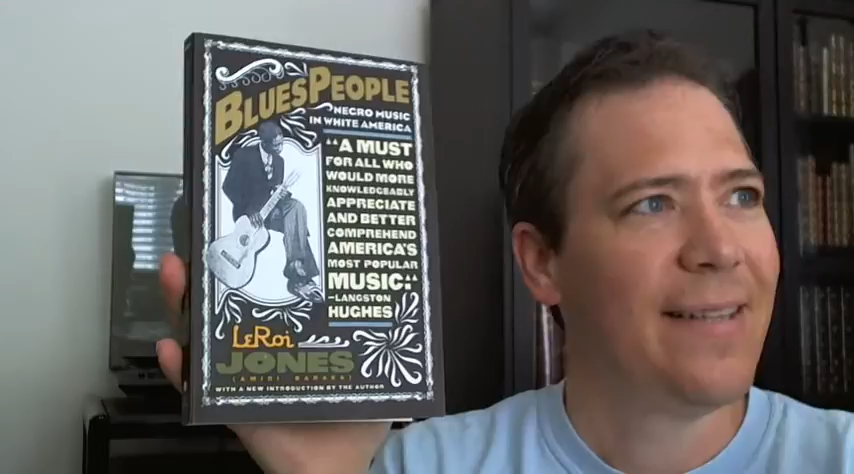 BLUES PEOPLE
NEGRO MUSIC
IN WHITE AMERICA
"A MUST
FOR ALL WHO
WOULD MORE
KNOWLEDGEABLY
APPRECIATE
AND BETTER
COMPREHEND
AMERICA'S
MOST POPULAR
MUSIC."
—LANGSTON
HUGHES
LEROI
JONES
(AMIRI BARAKA)
WITH A NEW INTRODUCTION BY THE AUTHOR